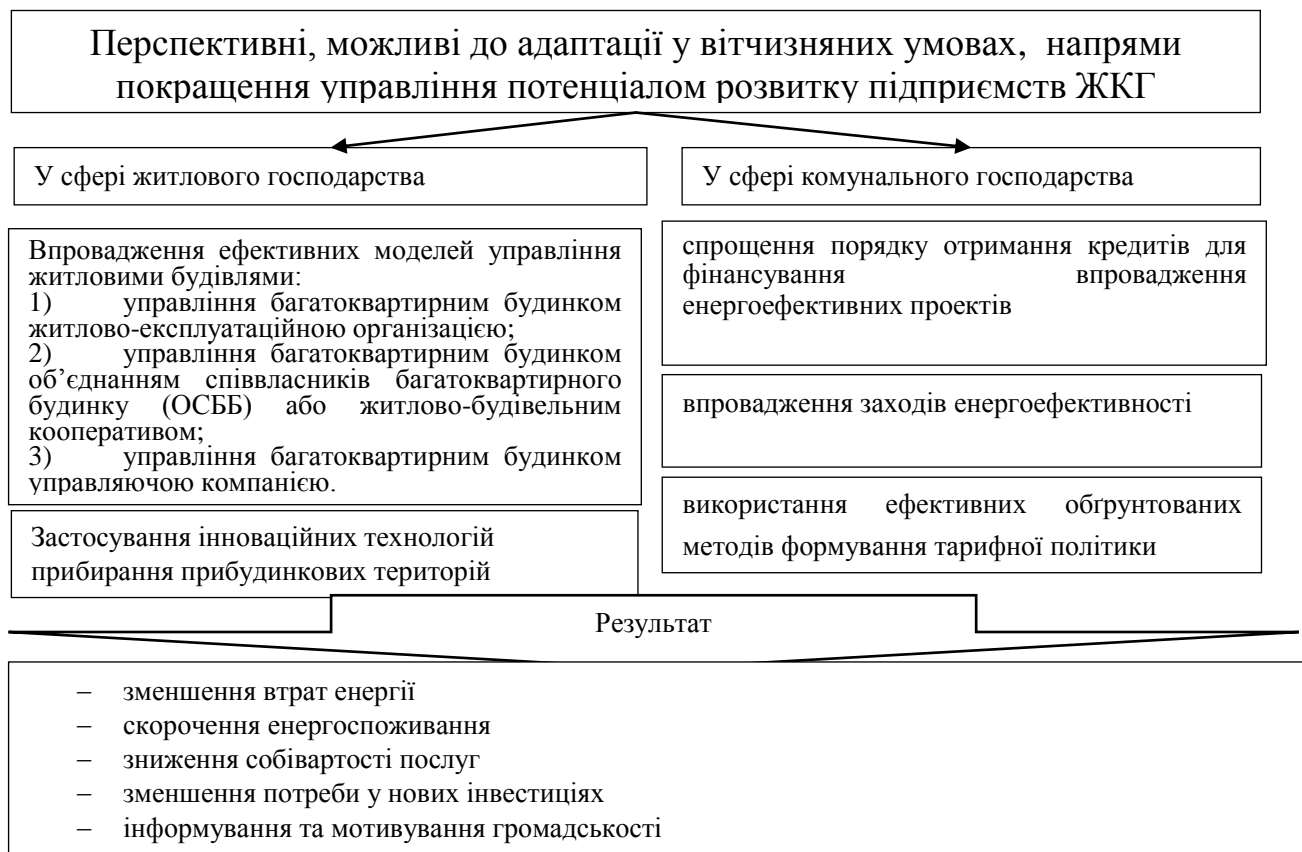 Перспективні, можливі до адаптації у вітчизняних умовах, напрями
покращення управління потенціалом розвитку підприємств ЖКГ
У сфері житлового господарства
Впровадження ефективних моделей управління
житловими будівлями:
1) управління багатоквартирним будинком
житлово-експлуатаційною організацією;
2) управління багатоквартирним будинком
об’єднанням співвласників багатоквартирного
будинку (ОСББ) або житлово-будівельним
кооперативом;
3) управління багатоквартирним будинком
управляючою компанією.
Застосування інноваційних технологій
прибирання прибудинкових територій
У сфері комунального господарства
спрощення порядку отримання кредитів для
фінансування впровадження
енергоефективних проектів
впровадження заходів енергоефективності
використання ефективних обґрунтованих
методів формування тарифної політики
Результат
– зменшення втрат енергії
– скорочення енергоспоживання
– зниження собівартості послуг
– зменшення потреби у нових інвестиціях
– інформування та мотивування громадськості